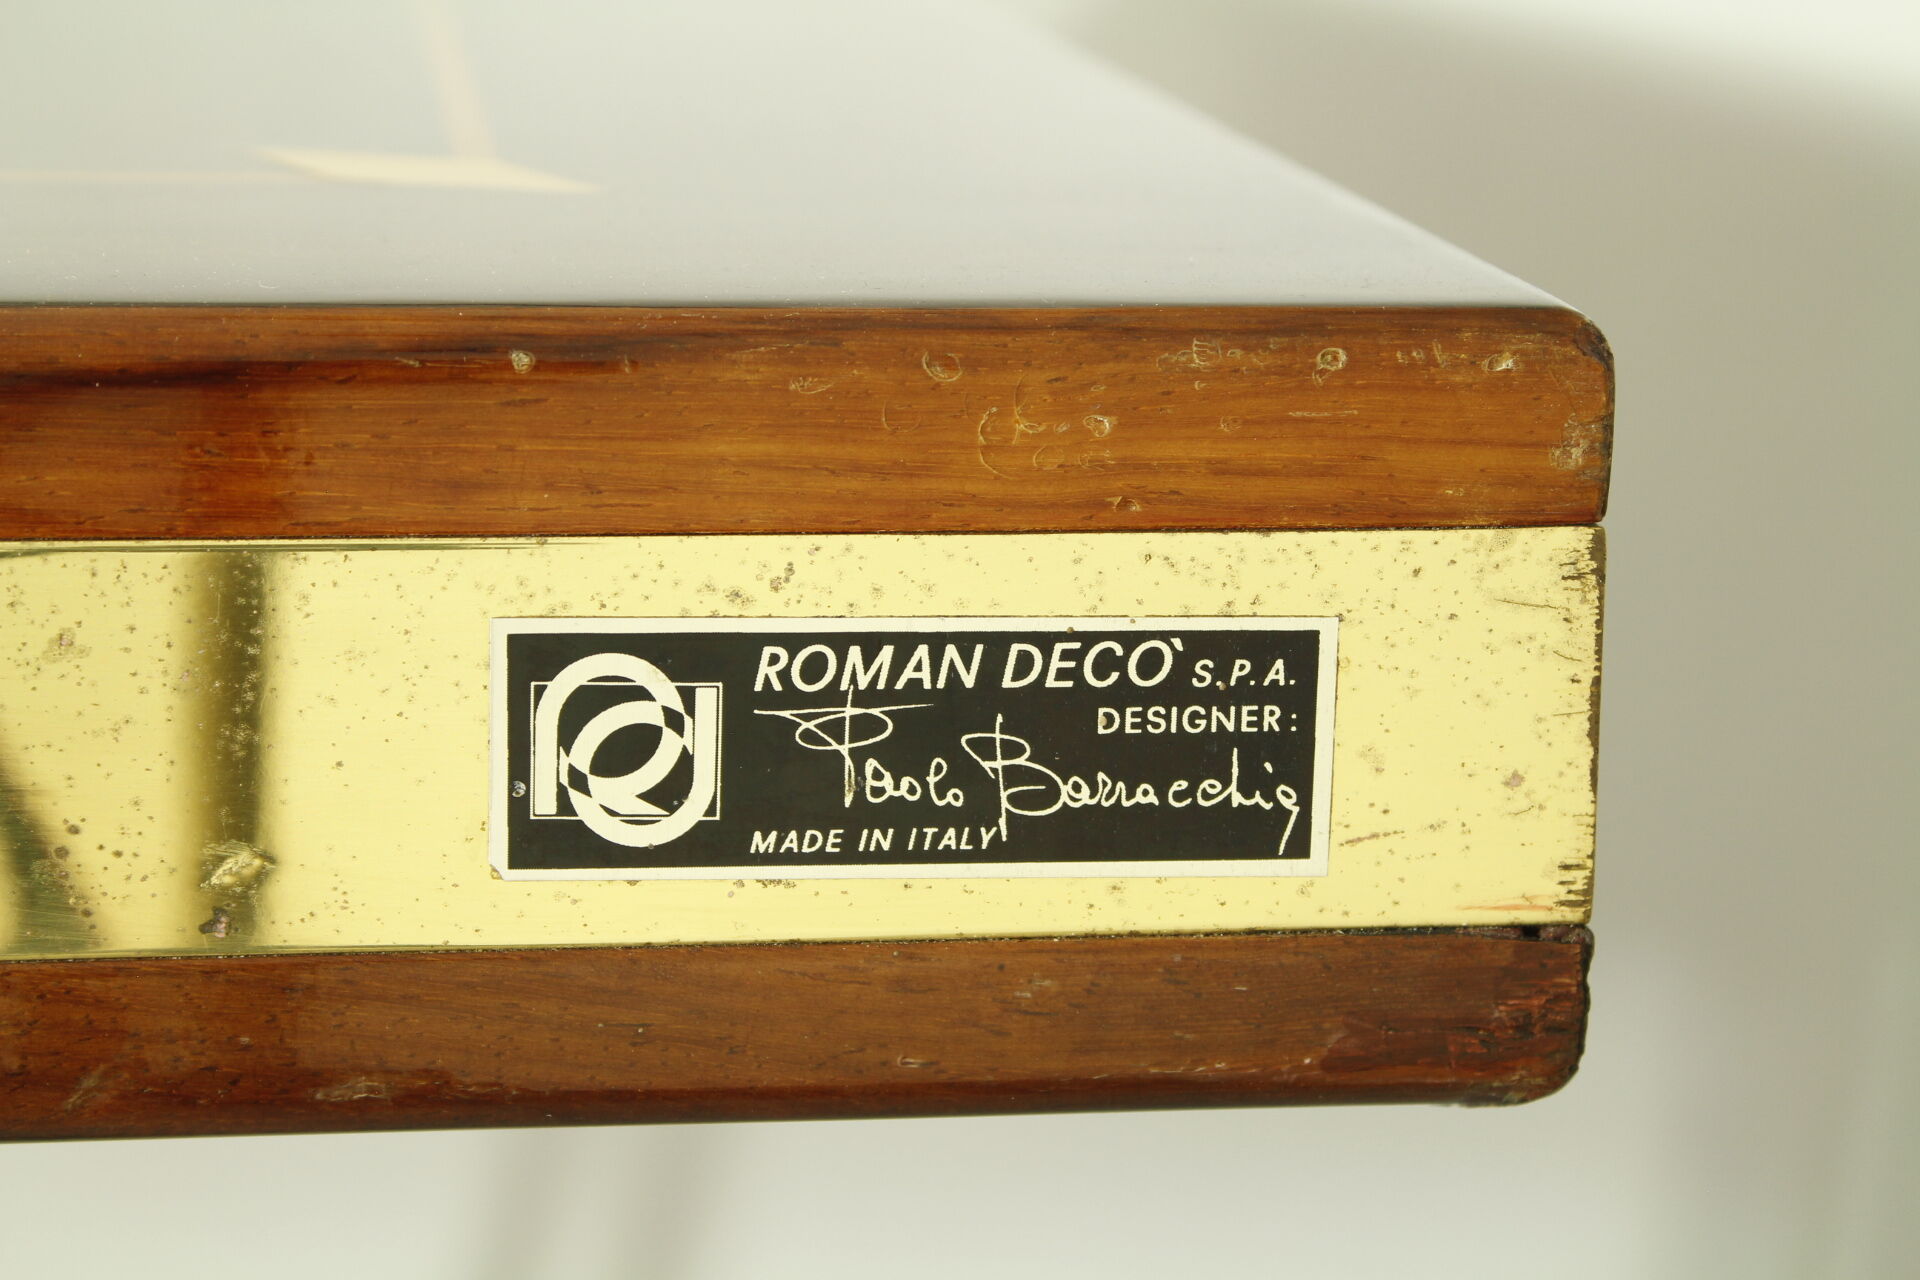 ROMAN DECO' S.P.A.
DESIGNER:
Paolo Barracchia
MADE IN ITALY